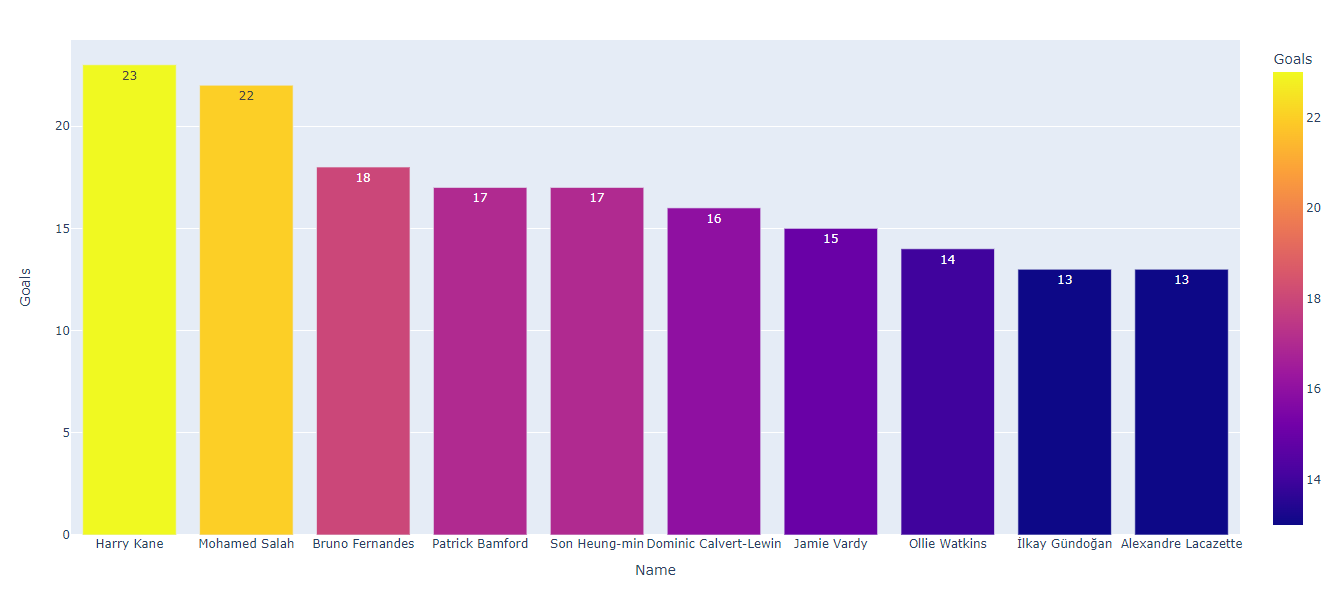 Goals
23
22
18
17
17
16
15
14
13
13
20
15
10
5
0
Goals
22
20
18
16
14
Harry Kane
Mohamed Salah
Bruno Fernandes
Patrick Bamford
Son Heung-min
Dominic Calvert-Lewin
Jamie Vardy
Ollie Watkins
İlkay Gündoğan
Alexandre Lacazette
Name